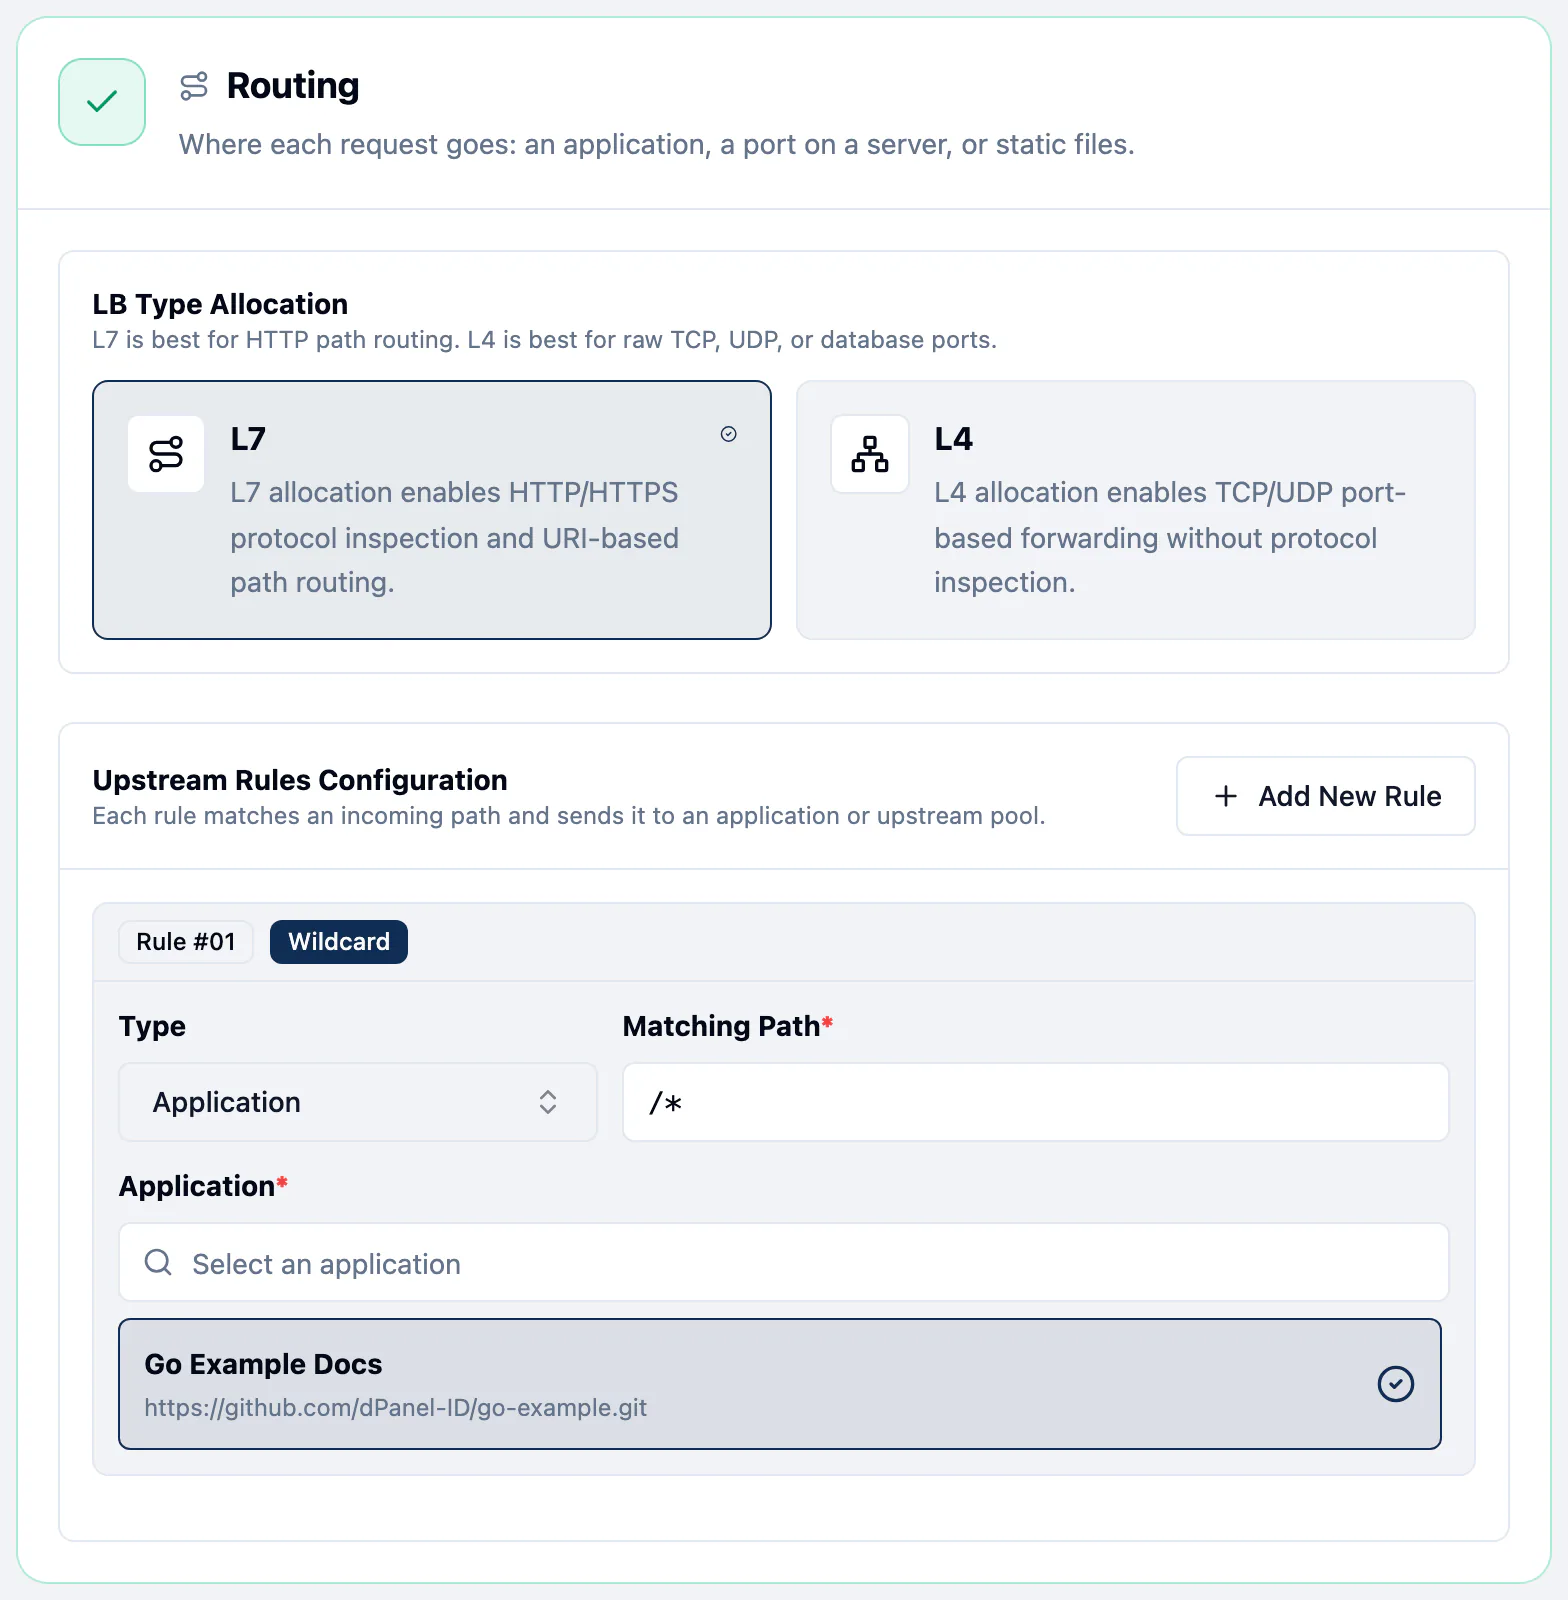 Routing
Where each request goes: an application, a port on a server, or static files.
LB Type Allocation
L7 is best for HTTP path routing. L4 is best for raw TCP, UDP, or database ports.
L7
L7 allocation enables HTTP/HTTPS
protocol inspection and URI-based
path routing.
L4
L4 allocation enables TCP/UDP port-
based forwarding without protocol
inspection.
Upstream Rules Configuration
Each rule matches an incoming path and sends it to an application or upstream pool.
Add New Rule
Rule #01 Wildcard
Type
Application
Matching Path*
/*
Application*
Select an application
Go Example Docs
https://github.com/dPanel-ID/go-example.git